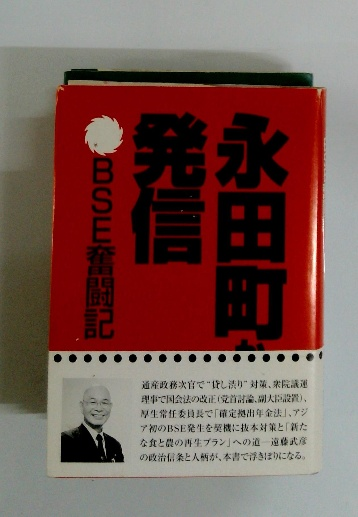 永田町
発信
BSE奮闘記
通産政務次官で“貸し渋り”対策、衆院議運
理事で国会法の改正(党首討論、副大臣設置)、
厚生常任委員長で「確定拠出年金法」、アジ
ア初のBSE発生を契機に抜本対策と「新た
な食と農の再生プラン」への道―遠藤武彦
の政治信条と人柄が、本書で浮きぼりになる。